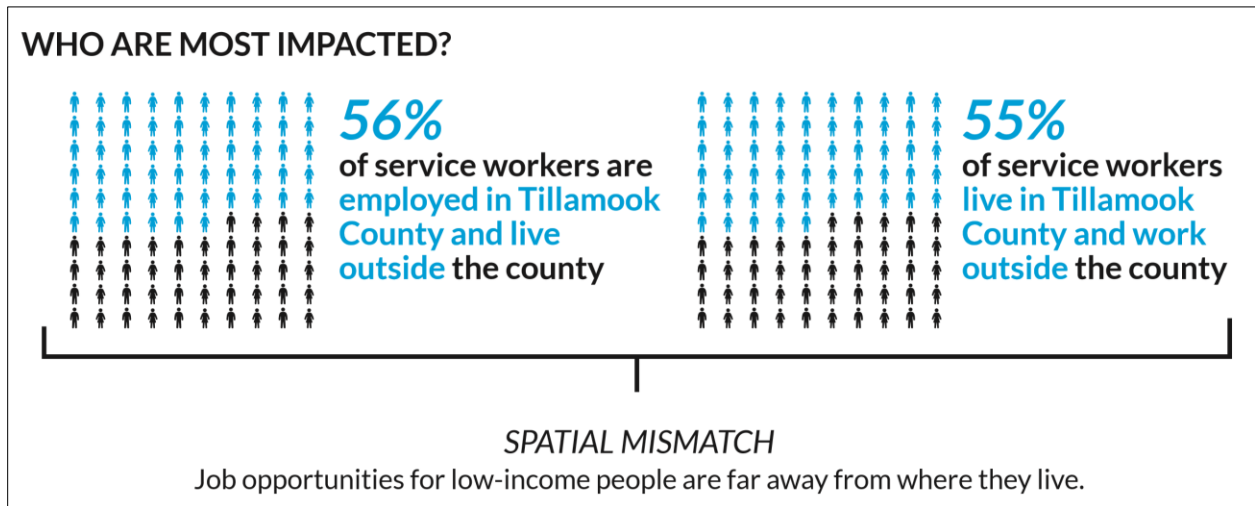 WHO ARE MOST IMPACTED?
56%
of service workers are
employed in Tillamook
County and live
outside the county
55%
of service workers
live in Tillamook
County and work
outside the county
SPATIAL MISMATCH
Job opportunities for low-income people are far away from where they live.